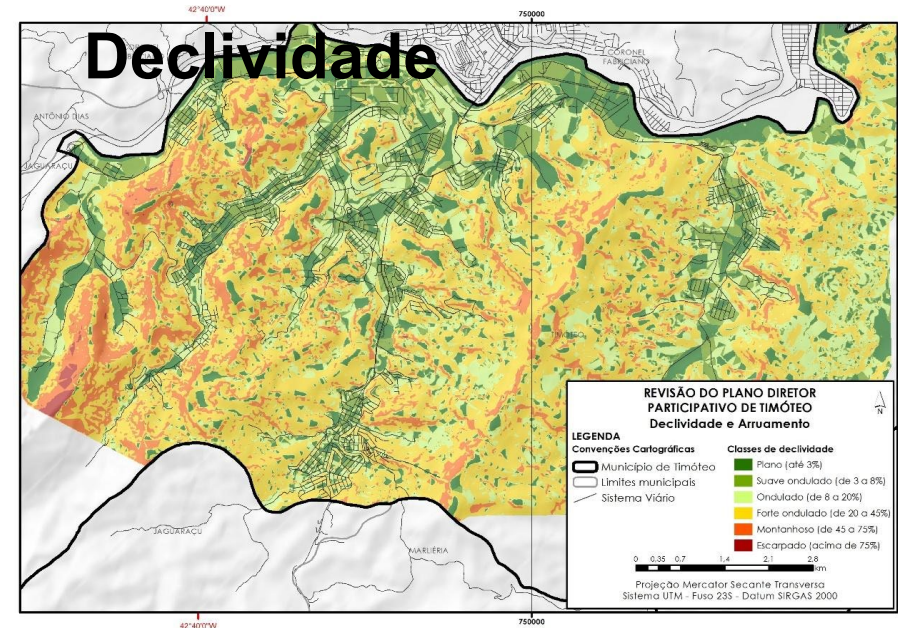 42°40'0"W
750000
Declividade
CORONEL
FABRICIANO
ANTÔNIO DIAS
JAGUARAÇU
TIMÓTEO
REVISÃO DO PLANO DIRETOR
PARTICIPATIVO DE TIMÓTEO
Declividade e Arruamento
N
LEGENDA
Convenções Cartográficas
Município de Timóteo
Limites municipais
Sistema Viário
Classes de declividade
Plano (até 3%)
Suave ondulado (de 3 a 8%)
Ondulado (de 8 a 20%)
Forte ondulado (de 20 a 45%)
Montanhoso (de 45 a 75%)
Escarpado (acima de 75%)
0 0,35 0,7 1,4 2,1 2,8
km
Projeção Mercator Secante Transversa
Sistema UTM - Fuso 23S - Datum SIRGAS 2000
JAGUARAÇU
MARLIÉRIA
42°40'0"W
750000